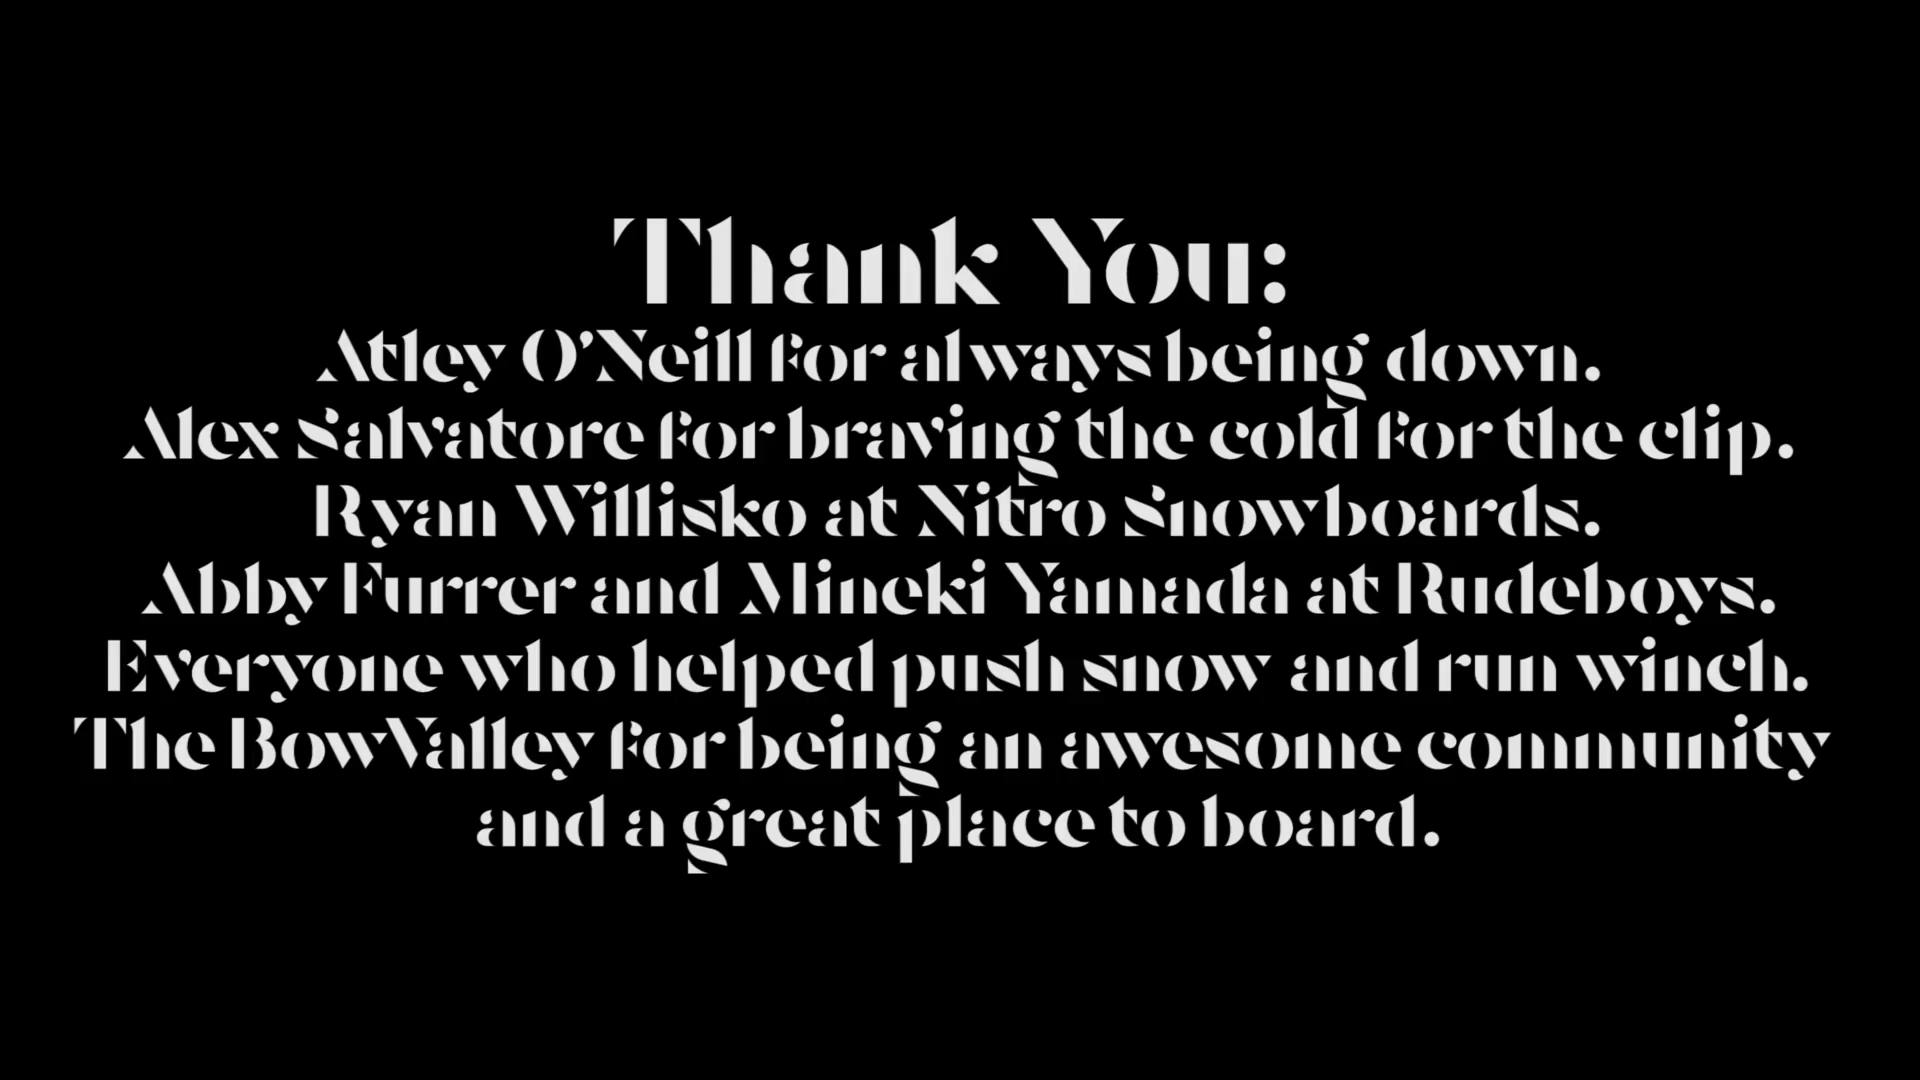 Thank You:
Atley O'Neill for always being down.
Alex Salvatore for braving the cold for the clip.
Ryan Willisko at Nitro Snowboards.
Abby Furrer and Mineki Yamada at Rudeboys.
Everyone who helped push snow and run winch.
The BowValley for being an awesome community
and a great place to board.